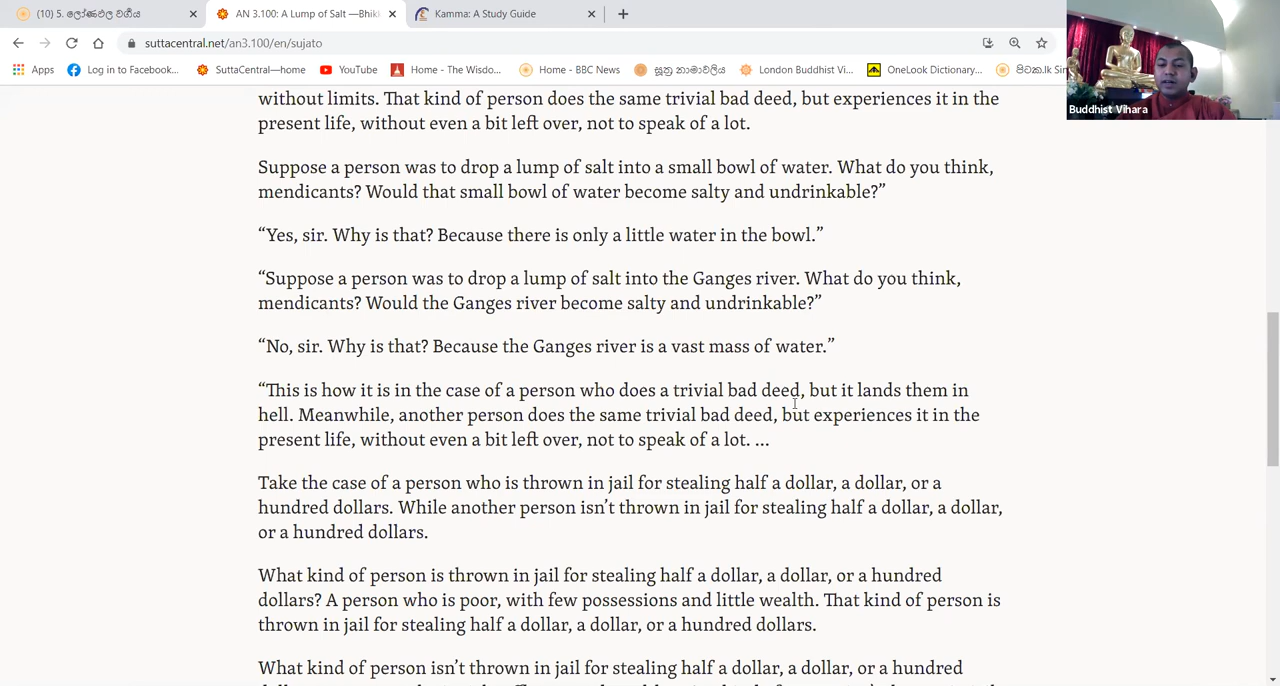 (10) 5. ලෝණඵල වර්ගය
AN 3.100: A Lump of Salt —Bhikk
Kamma: A Study Guide
suttacentral.net/an3.100/en/sujato
Apps
Log in to Facebook...
SuttaCentral—home
YouTube
Home - The Wisdo...
Home - BBC News
සූත්‍ර නාමාවලිය
London Buddhist Vi...
OneLook Dictionary...
පිටක.lk Sin
Buddhist Vihara
without limits. That kind of person does the same trivial bad deed, but experiences it in the
present life, without even a bit left over, not to speak of a lot.
Suppose a person was to drop a lump of salt into a small bowl of water. What do you think,
mendicants? Would that small bowl of water become salty and undrinkable?”
“Yes, sir. Why is that? Because there is only a little water in the bowl.”
“Suppose a person was to drop a lump of salt into the Ganges river. What do you think,
mendicants? Would the Ganges river become salty and undrinkable?”
“No, sir. Why is that? Because the Ganges river is a vast mass of water.”
“This is how it is in the case of a person who does a trivial bad deed, but it lands them in
hell. Meanwhile, another person does the same trivial bad deed, but experiences it in the
present life, without even a bit left over, not to speak of a lot. …
Take the case of a person who is thrown in jail for stealing half a dollar, a dollar, or a
hundred dollars. While another person isn’t thrown in jail for stealing half a dollar, a dollar,
or a hundred dollars.
What kind of person is thrown in jail for stealing half a dollar, a dollar, or a hundred
dollars? A person who is poor, with few possessions and little wealth. That kind of person is
thrown in jail for stealing half a dollar, a dollar, or a hundred dollars.
What kind of person isn’t thrown in jail for stealing half a dollar, a dollar, or a hundred